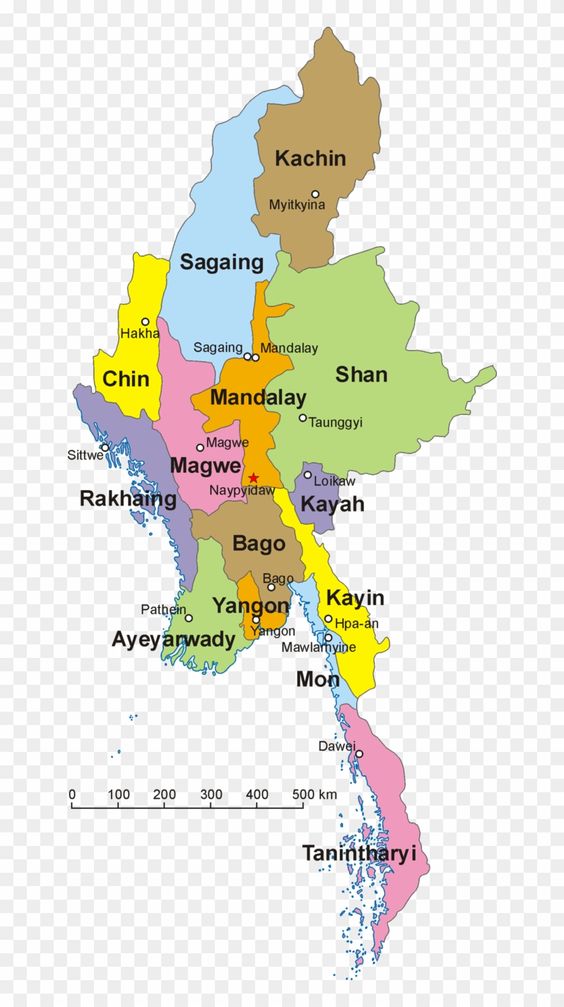 Kachin
Myitkyina
Sagaing
Hakha
Sagaing
Mandalay
Chin
Shan
Mandalay
Taunggyi
Magwe
Sittwe
Magwe
Loikaw
Naypyidaw
Rakhaing
Kayah
Bago
Bago
Kayin
Pathein
Yangon
Hpa-an
Yangon
Ayeyarwady
Mawlamyine
Mon
Dawei
0 100 200 300 400 500 km
Tanintharyi